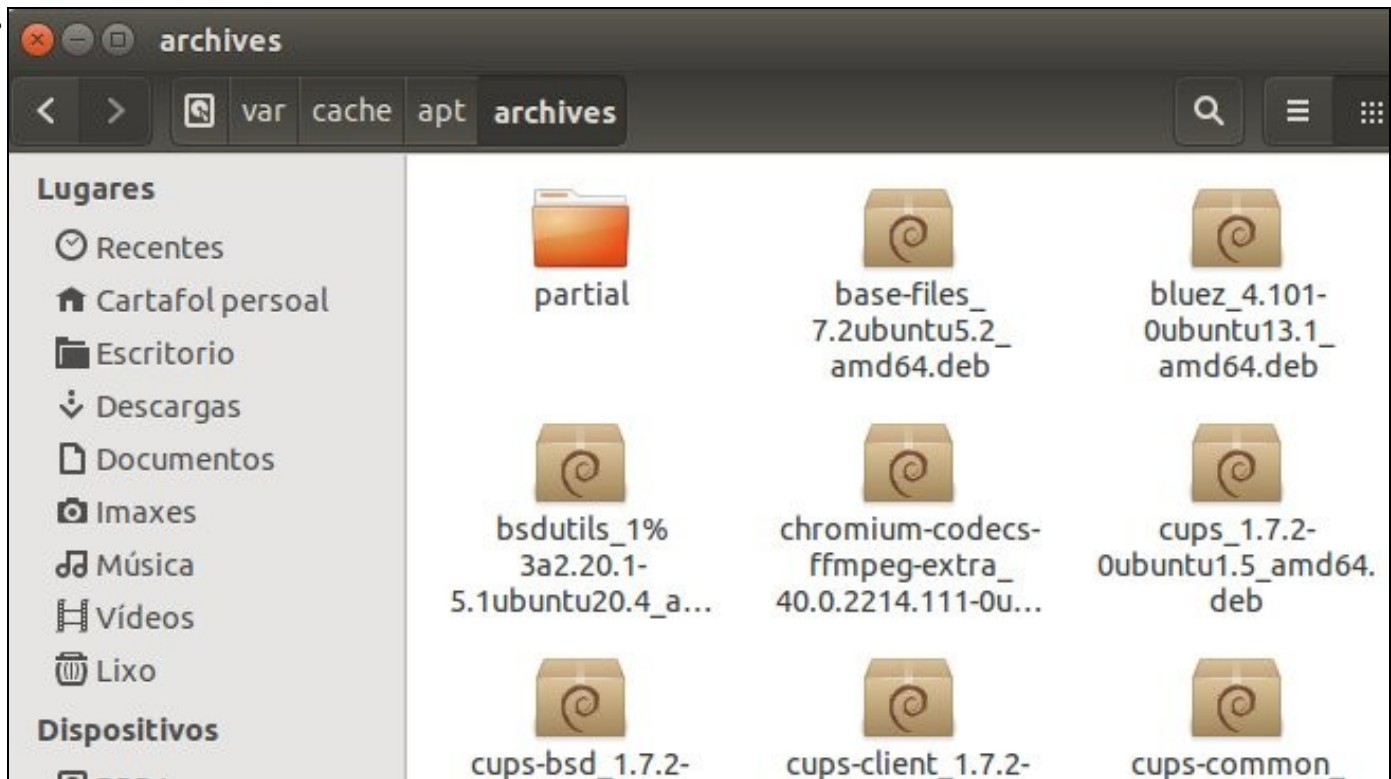 archives
var cache apt archives
Lugares
Recentes
Cartafol persoal
Escritorio
Descargas
Documentos
Imaxes
Música
Vídeos
Lixo
Dispositivos
partial
base-files_
7.2ubuntu5.2_
amd64.deb
bluez_4.101-
0ubuntu13.1_
amd64.deb
bsdutils_1%
3a2.20.1-
5.1ubuntu20.4_a...
chromium-codecs-
ffmpeg-extra_
40.0.2214.111-0u...
cups_1.7.2-
0ubuntu1.5_amd64.
deb
cups-bsd_1.7.2-
cups-client_1.7.2-
cups-common_